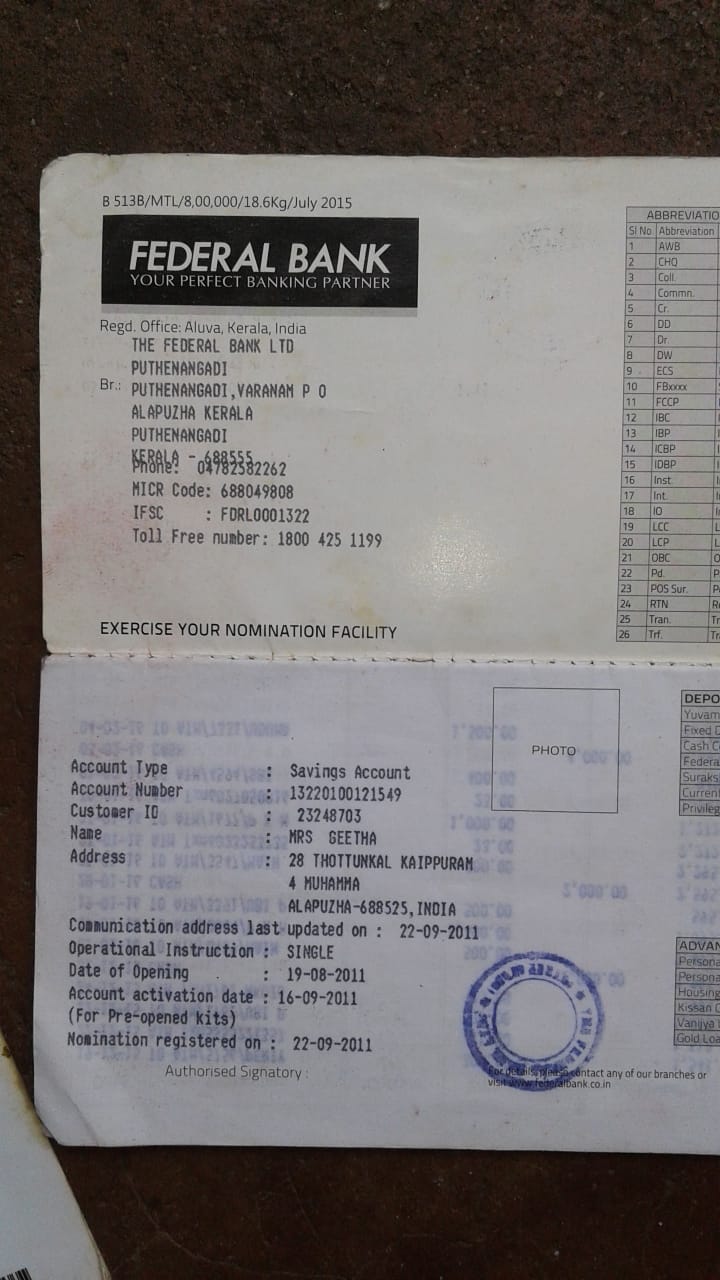 B 513B/MTL/8,00,000/18.6Kg/July 2015
FEDERAL BANK
YOUR PERFECT BANKING PARTNER
Regd. Office: Aluva, Kerala, India
THE FEDERAL BANK LTD
PUTHENANGADI
Br.: PUTHENANGADI,VARANAM P O
ALAPUZHA KERALA
PUTHENANGADI
KERALA - 688555
Phone: 04782582262
MICR Code: 688049808
IFSC : FDRL0001322
Toll Free number: 1800 425 1199
EXERCISE YOUR NOMINATION FACILITY
ABBREVIATIO
Sl No. Abbreviation
1 AWB
2 CHQ
3 Coll.
4 Commn.
5 Cr.
6 DD
7 Dr.
8 DW
9 ECS
10 FBxxxx
11 FCCP
12 IBC
13 IBP
14 ICBP
15 IDBP
16 Inst.
17 Int.
18 IO
19 LCC
20 LCP
21 OBC
22 Pd.
23 POS Sur.
24 RTN
25 Tran.
26 Trf.
PHOTO
Account Type : Savings Account
Account Number : 13220100121549
Customer ID : 23248703
Name : MRS GEETHA
Address : 28 THOTTUNKAL KAIPPURAM
4 MUHAMMA
ALAPUZHA-688525,INDIA
Communication address last updated on : 22-09-2011
Operational Instruction : SINGLE
Date of Opening : 19-08-2011
Account activation date : 16-09-2011
(For Pre-opened kits)
Nomination registered on : 22-09-2011
Authorised Signatory :
For details, please contact any of our branches or
visit www.federalbank.co.in
DEPO
Yuvam
Fixed D
Cash C
Federa
Suraks
Current
Privileg
ADVAN
Persona
Persona
Housing
Kissan C
Vanijya
Gold Loa